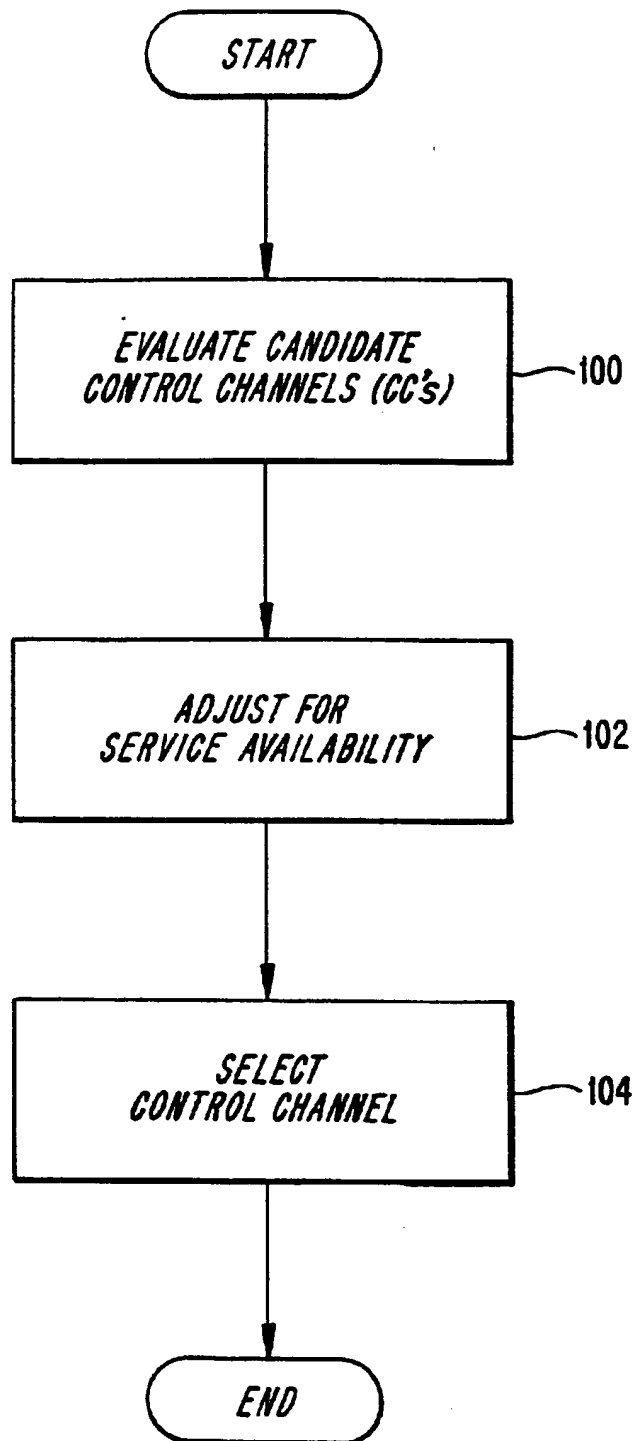 START
EVALUATE CANDIDATE
CONTROL CHANNELS (CC's)
100
ADJUST FOR
SERVICE AVAILABILITY
102
SELECT
CONTROL CHANNEL
104
END